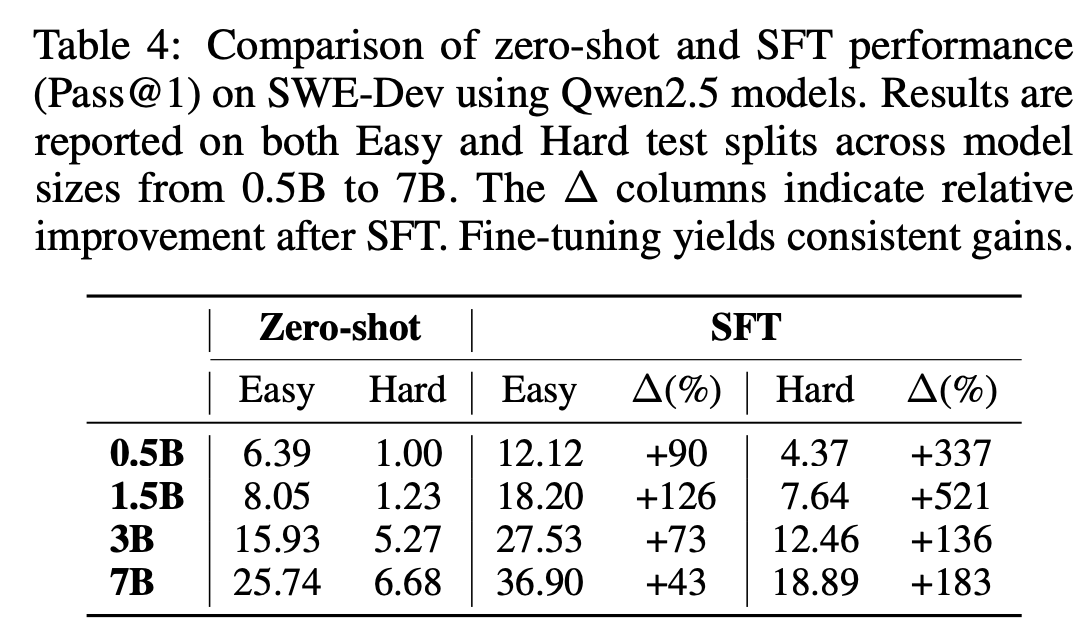 Table 4: Comparison of zero-shot and SFT performance
(Pass@1) on SWE-Dev using Qwen2.5 models. Results are
reported on both Easy and Hard test splits across model
sizes from 0.5B to 7B. The Δ columns indicate relative
improvement after SFT. Fine-tuning yields consistent gains.
Zero-shot SFT
Easy Hard Easy Δ(%) Hard Δ(%)
0.5B 6.39 1.00 12.12 +90 4.37 +337
1.5B 8.05 1.23 18.20 +126 7.64 +521
3B 15.93 5.27 27.53 +73 12.46 +136
7B 25.74 6.68 36.90 +43 18.89 +183